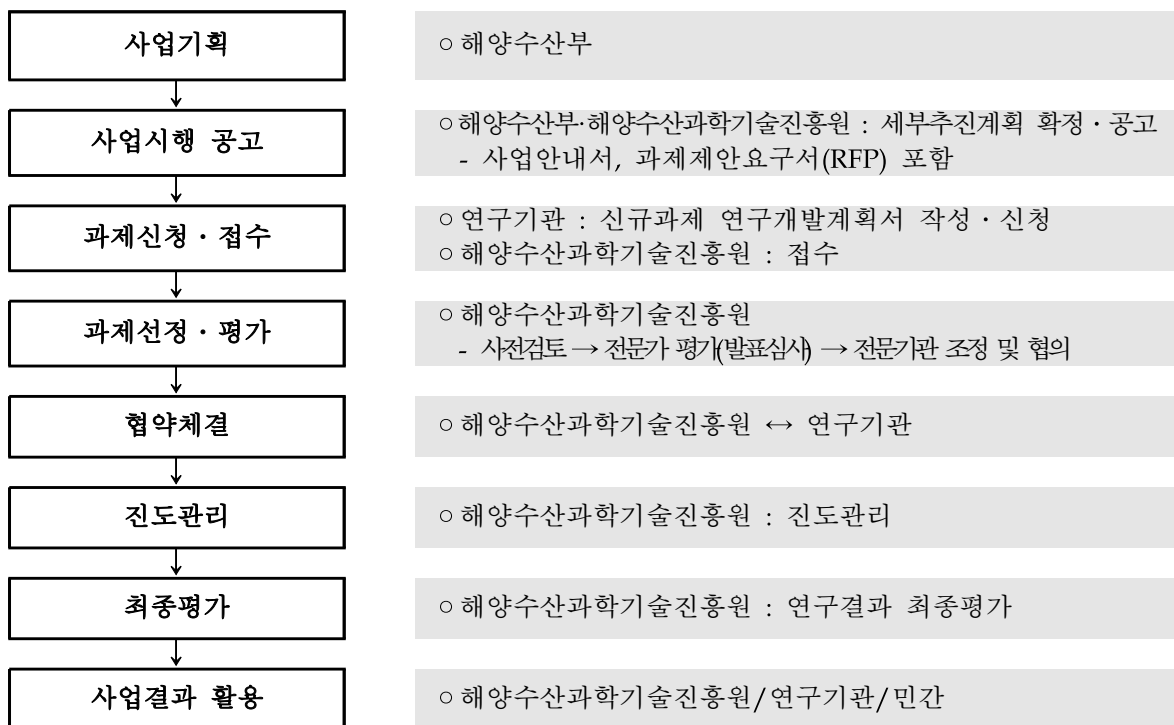 사업기획
○ 해양수산부
사업시행 공고
○ 해양수산부·해양수산과학기술진흥원 : 세부추진계획 확정·공고
- 사업안내서, 과제제안요구서(RFP) 포함
과제신청·접수
○ 연구기관 : 신규과제 연구개발계획서 작성·신청
○ 해양수산과학기술진흥원 : 접수
과제선정·평가
○ 해양수산과학기술진흥원
- 사전검토 → 전문가 평가(발표심사) → 전문기관 조정 및 협의
협약체결
○ 해양수산과학기술진흥원 ↔ 연구기관
진도관리
○ 해양수산과학기술진흥원 : 진도관리
최종평가
○ 해양수산과학기술진흥원 : 연구결과 최종평가
사업결과 활용
○ 해양수산과학기술진흥원/연구기관/민간